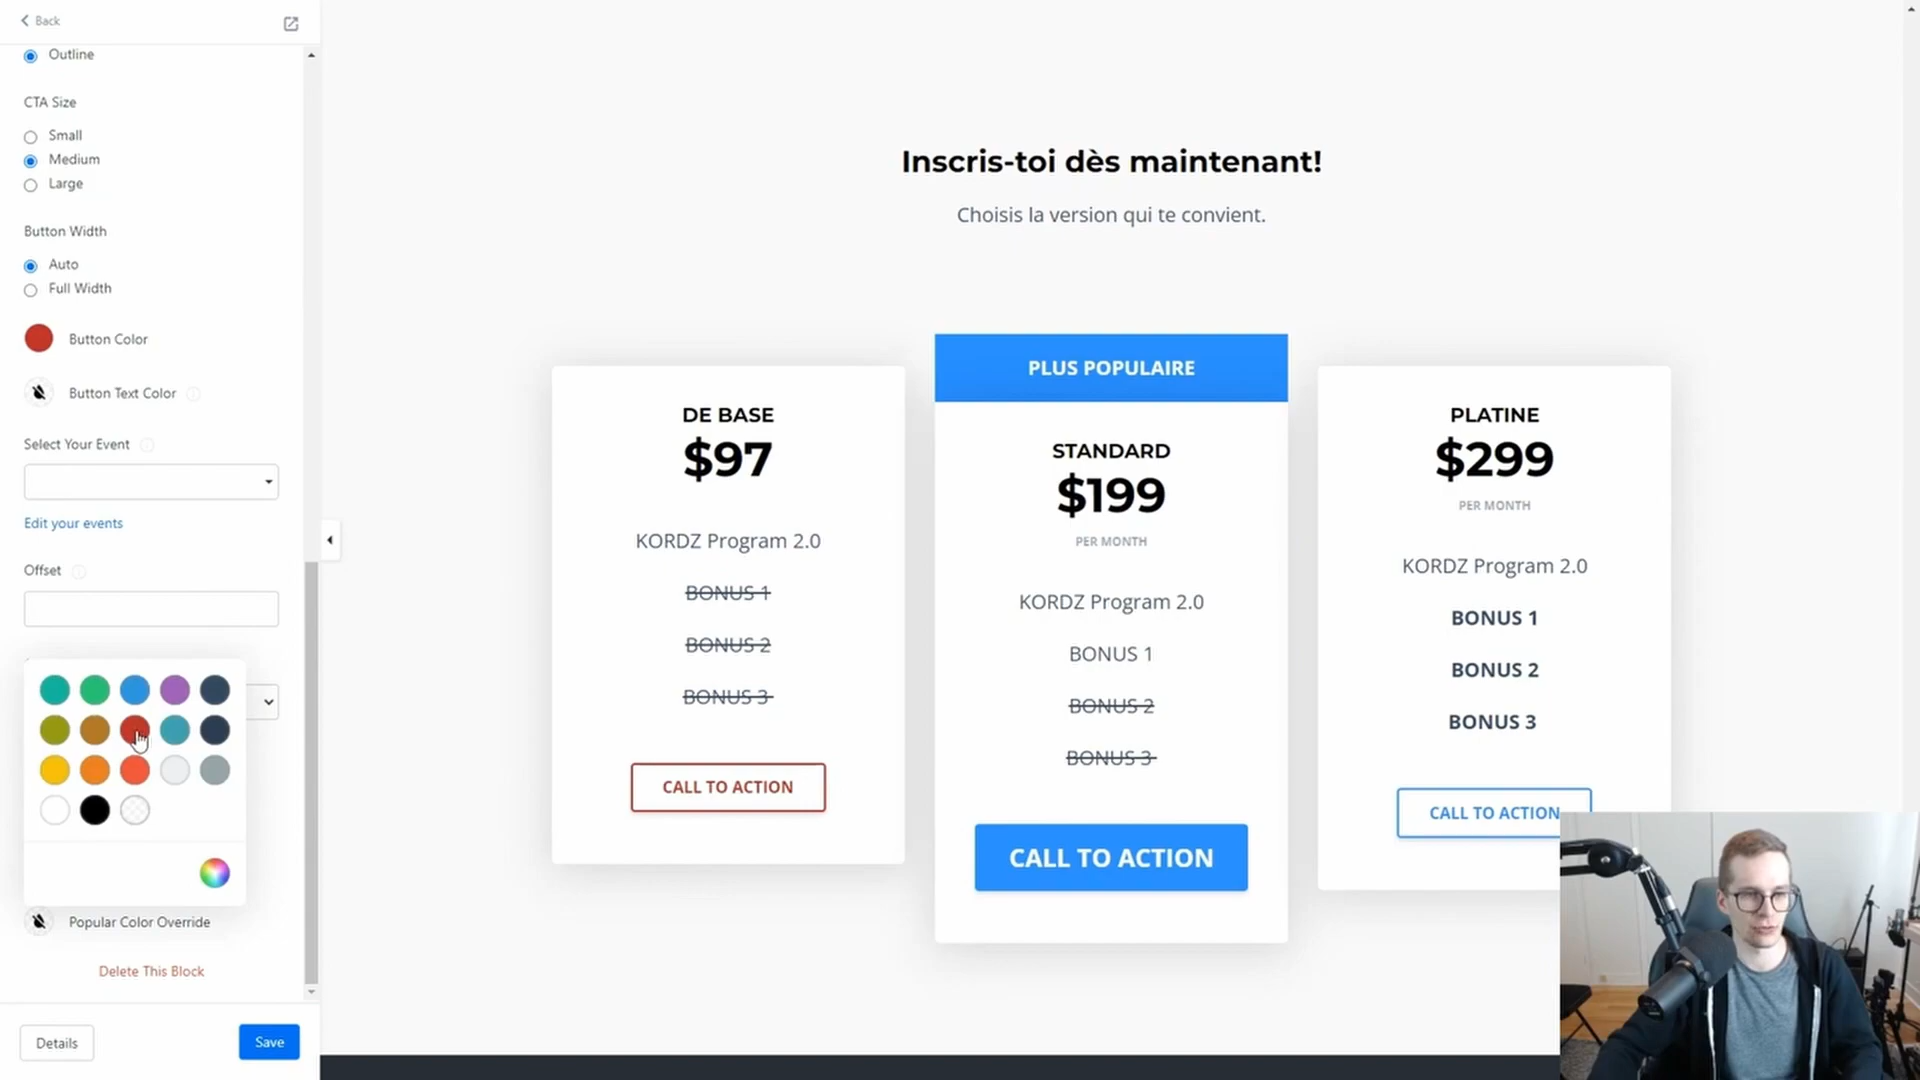 Back
Outline
CTA Size
Small
Medium
Large
Button Width
Auto
Full Width
Button Color
Button Text Color
Select Your Event
Edit your events
Offset
Popular Color Override
Delete This Block
Details
Save
Inscris-toi dès maintenant!
Choisis la version qui te convient.
DE BASE
$97
KORDZ Program 2.0
BONUS 1
BONUS 2
BONUS 3
CALL TO ACTION
PLUS POPULAIRE
STANDARD
$199
PER MONTH
KORDZ Program 2.0
BONUS 1
BONUS 2
BONUS 3
CALL TO ACTION
PLATINE
$299
PER MONTH
KORDZ Program 2.0
BONUS 1
BONUS 2
BONUS 3
CALL TO ACTION